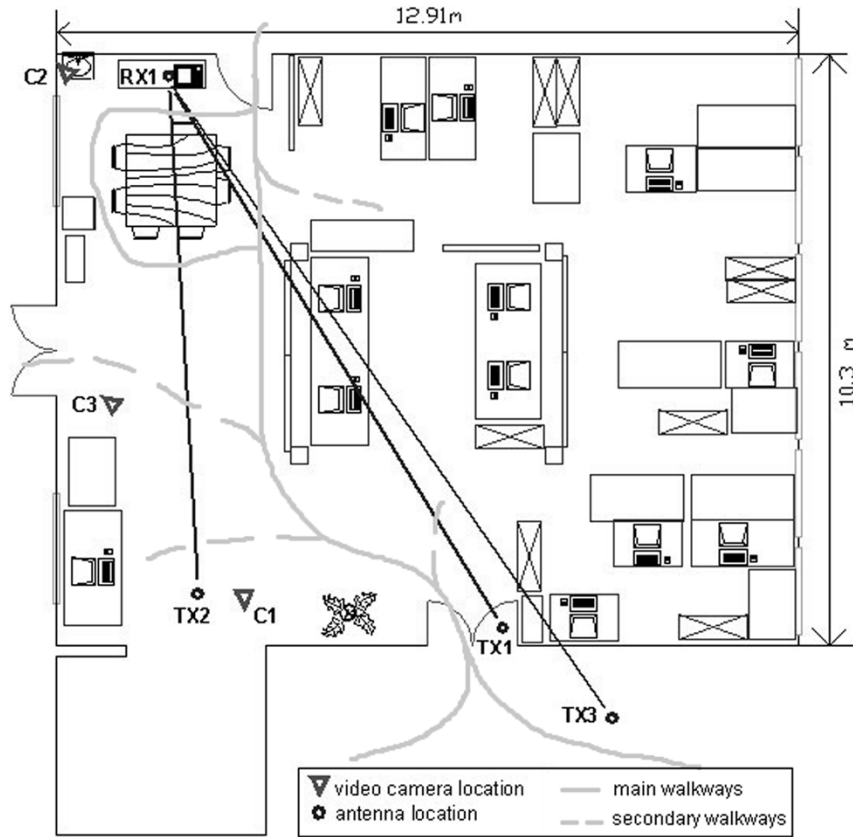 12.91m
C2
RX1
10.3 m
C3
TX2
C1
TX1
TX3
video camera location
main walkways
antenna location
secondary walkways